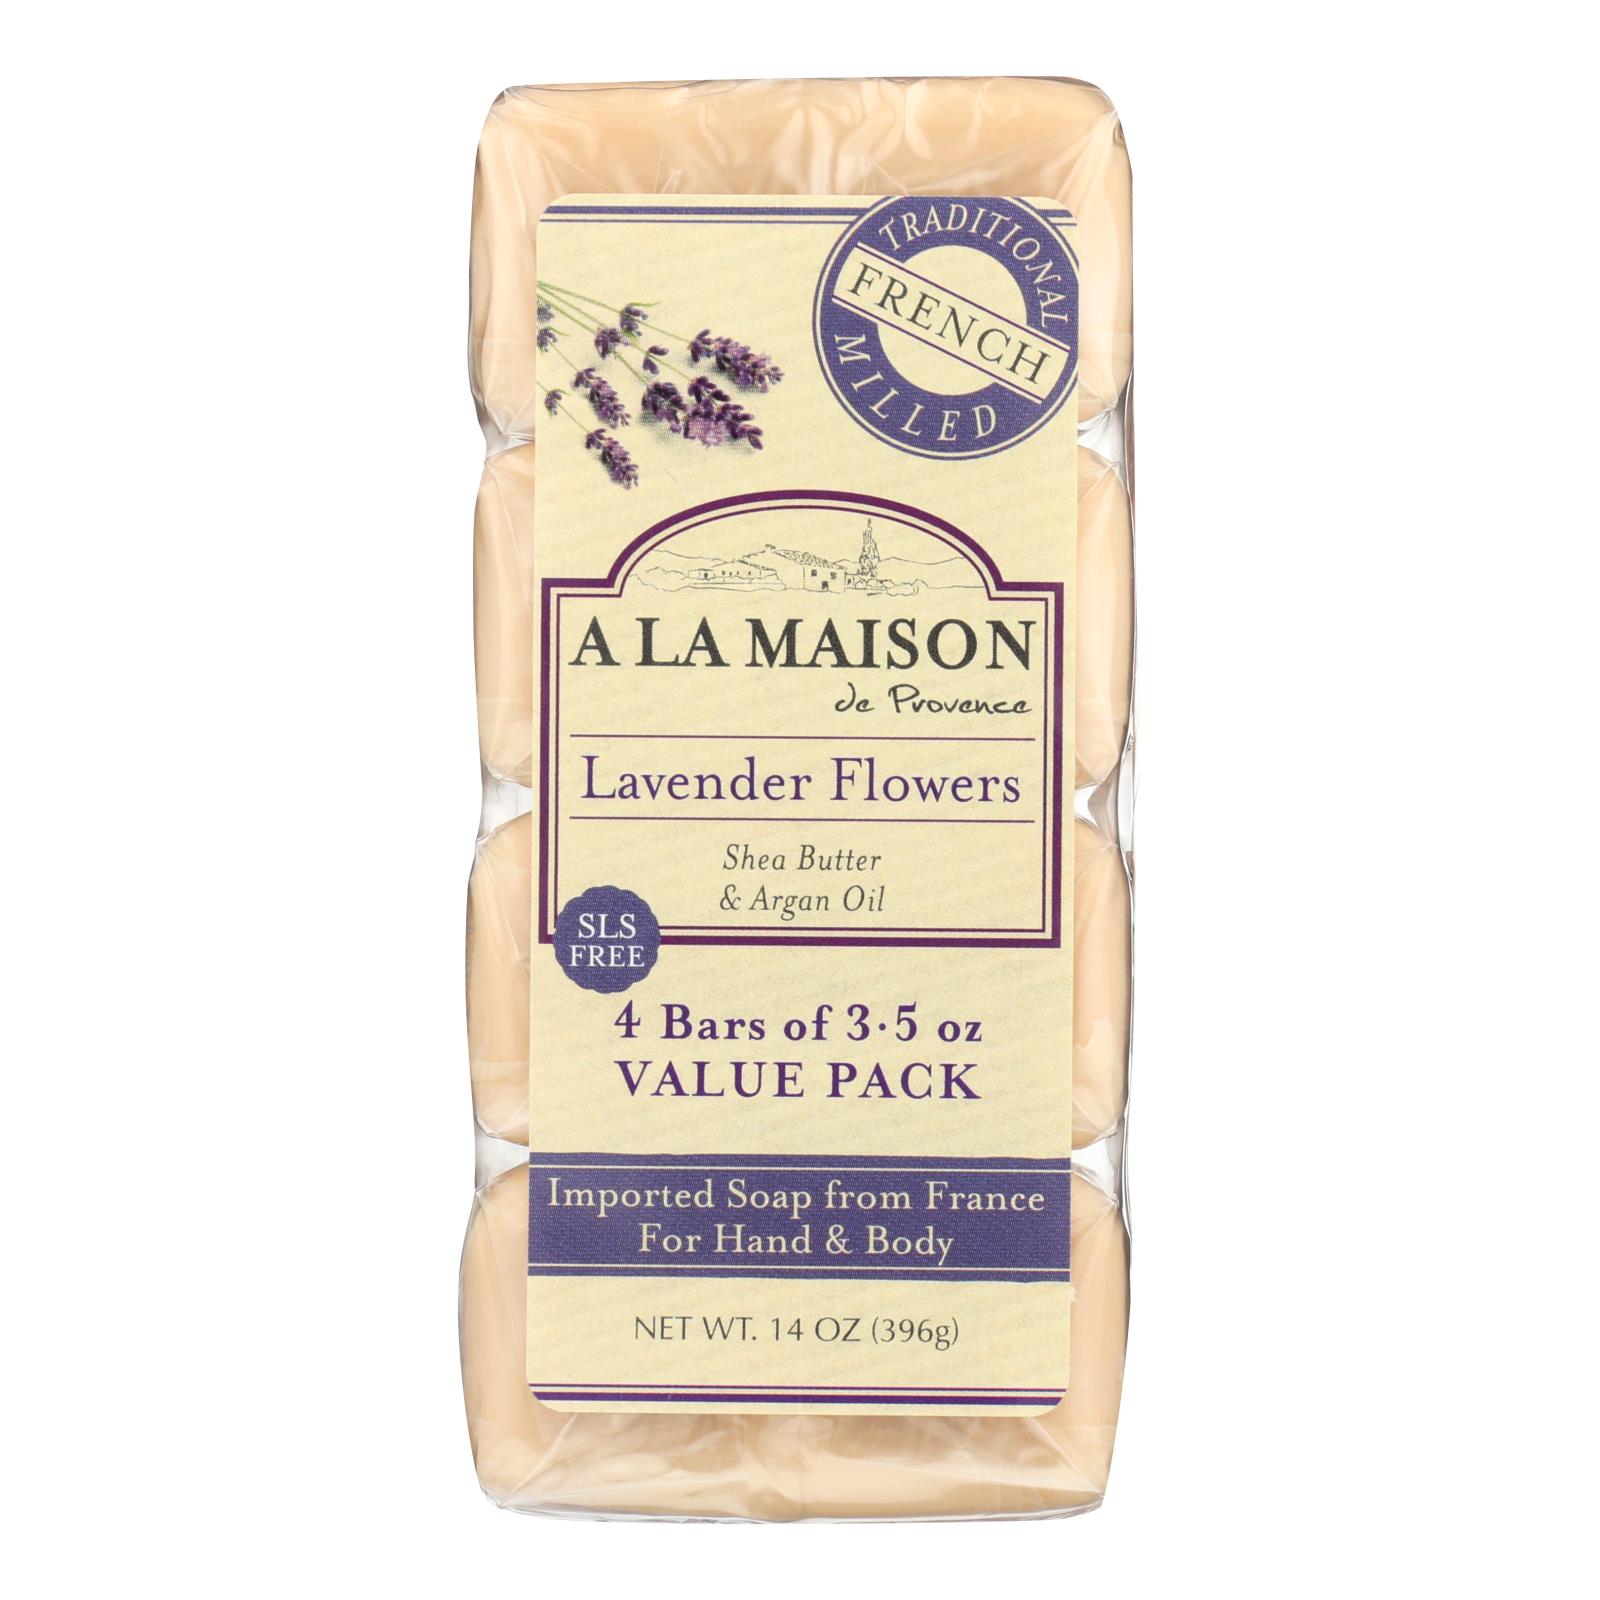 TRADITIONAL
FRENCH
MILLED
A LA MAISON
de Provence
Lavender Flowers
Shea Butter
& Argan Oil
SLS
FREE
4 Bars of 3.5 oz
VALUE PACK
Imported Soap from France
For Hand & Body
NET WT. 14 OZ (396g)